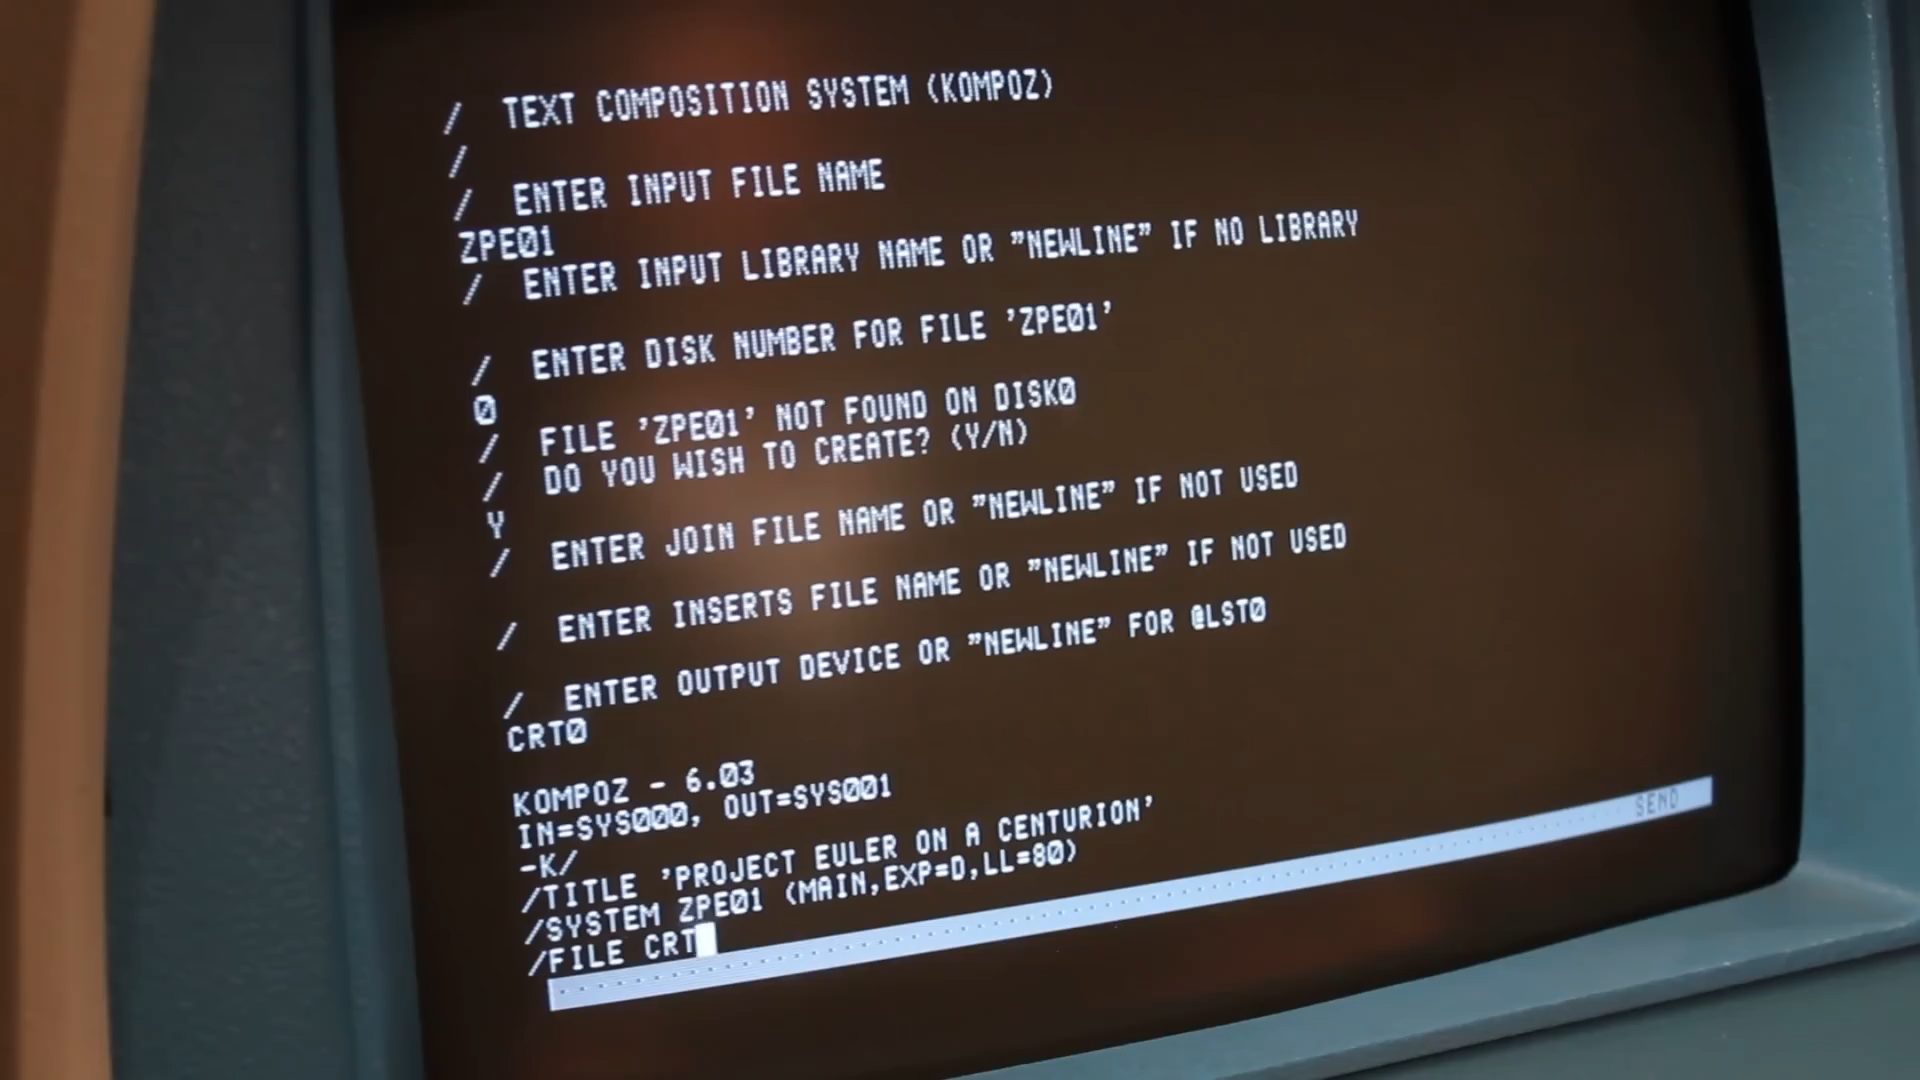 /  TEXT COMPOSITION SYSTEM (KOMPOZ)
/
/  ENTER INPUT FILE NAME
ZPE01
/  ENTER INPUT LIBRARY NAME OR "NEWLINE" IF NO LIBRARY
/  ENTER DISK NUMBER FOR FILE 'ZPE01'
0
/  FILE 'ZPE01' NOT FOUND ON DISK0
/  DO YOU WISH TO CREATE? (Y/N)
Y
/  ENTER JOIN FILE NAME OR "NEWLINE" IF NOT USED
/  ENTER INSERTS FILE NAME OR "NEWLINE" IF NOT USED
/  ENTER OUTPUT DEVICE OR "NEWLINE" FOR @LST0
CRT0
KOMPOZ - 6.03
IN=SYS000, OUT=SYS001
-K/
/TITLE 'PROJECT EULER ON A CENTURION'
/SYSTEM ZPE01 (MAIN,EXP=D,LL=80)
/FILE CRT
SEND